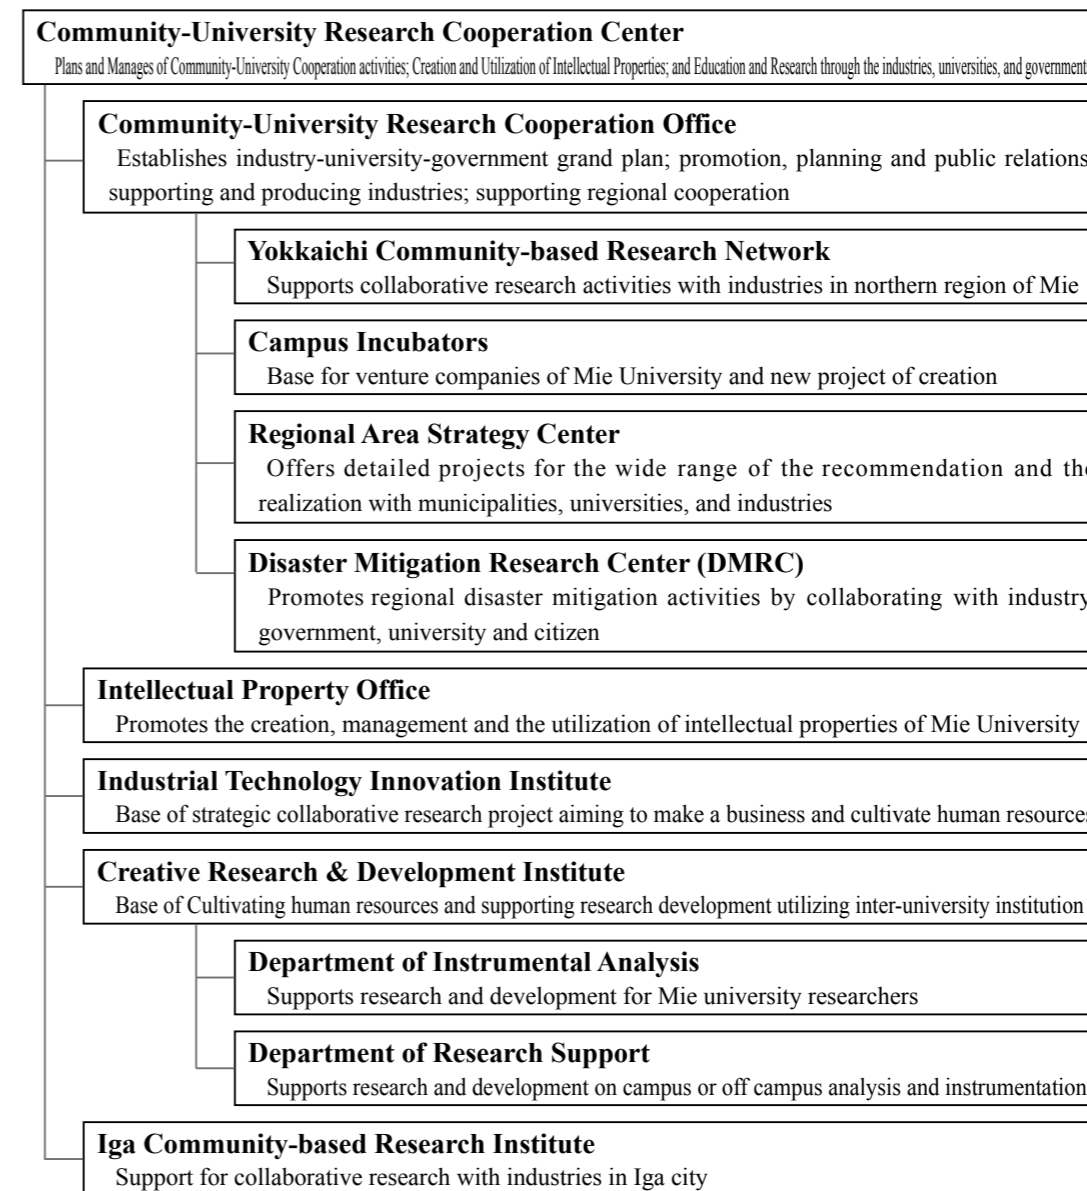 Community-University Research Cooperation Center
Plans and Manages of Community-University Cooperation activities; Creation and Utilization of Intellectual Properties; and Education and Research through the industries, universities, and government
Community-University Research Cooperation Office
Establishes industry-university-government grand plan; promotion, planning and public relations
supporting and producing industries; supporting regional cooperation
Yokkaichi Community-based Research Network
Supports collaborative research activities with industries in northern region of Mie
Campus Incubators
Base for venture companies of Mie University and new project of creation
Regional Area Strategy Center
Offers detailed projects for the wide range of the recommendation and the
realization with municipalities, universities, and industries
Disaster Mitigation Research Center (DMRC)
Promotes regional disaster mitigation activities by collaborating with industry
government, university and citizen
Intellectual Property Office
Promotes the creation, management and the utilization of intellectual properties of Mie University
Industrial Technology Innovation Institute
Base of strategic collaborative research project aiming to make a business and cultivate human resources
Creative Research & Development Institute
Base of Cultivating human resources and supporting research development utilizing inter-university institution
Department of Instrumental Analysis
Supports research and development for Mie university researchers
Department of Research Support
Supports research and development on campus or off campus analysis and instrumentation
Iga Community-based Research Institute
Support for collaborative research with industries in Iga city